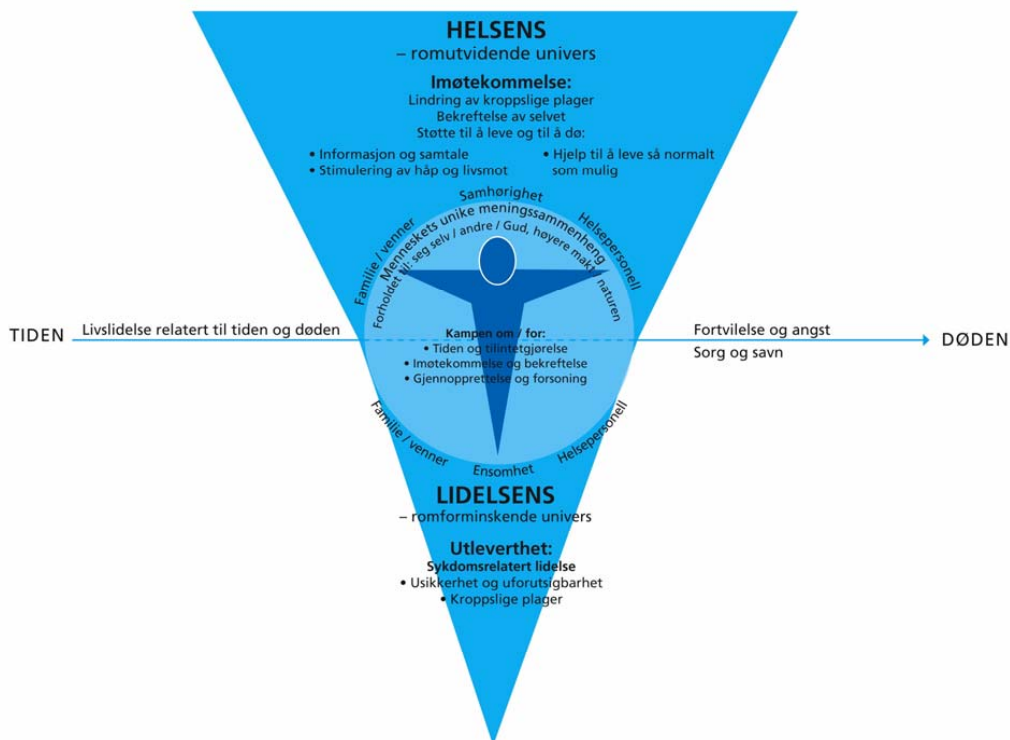 HELSENS
– romutvidende univers
Imøtekommelse:
Lindring av kroppslige plager
Bekreftelse av selvet
Støtte til å leve og til å dø:
• Informasjon og samtale
• Stimulering av håp og livsmot
• Hjelp til å leve så normalt
som mulig
Samhørighet
Familie / venner
Helsepersonell
Menneskets unike meningssammenheng
Forholdet til: seg selv / andre / Gud, høyere makt / naturen
TIDEN
Livslidelse relatert til tiden og døden
Kampen om / for:
• Tiden og tilintetgjørelse
• Imøtekommelse og bekreftelse
• Gjennopprettelse og forsoning
Fortvilelse og angst
Sorg og savn
DØDEN
Familie / venner
Ensomhet
Helsepersonell
LIDELSENS
– romforminskende univers
Utleverthet:
Sykdomsrelatert lidelse
• Usikkerhet og uforutsigbarhet
• Kroppslige plager